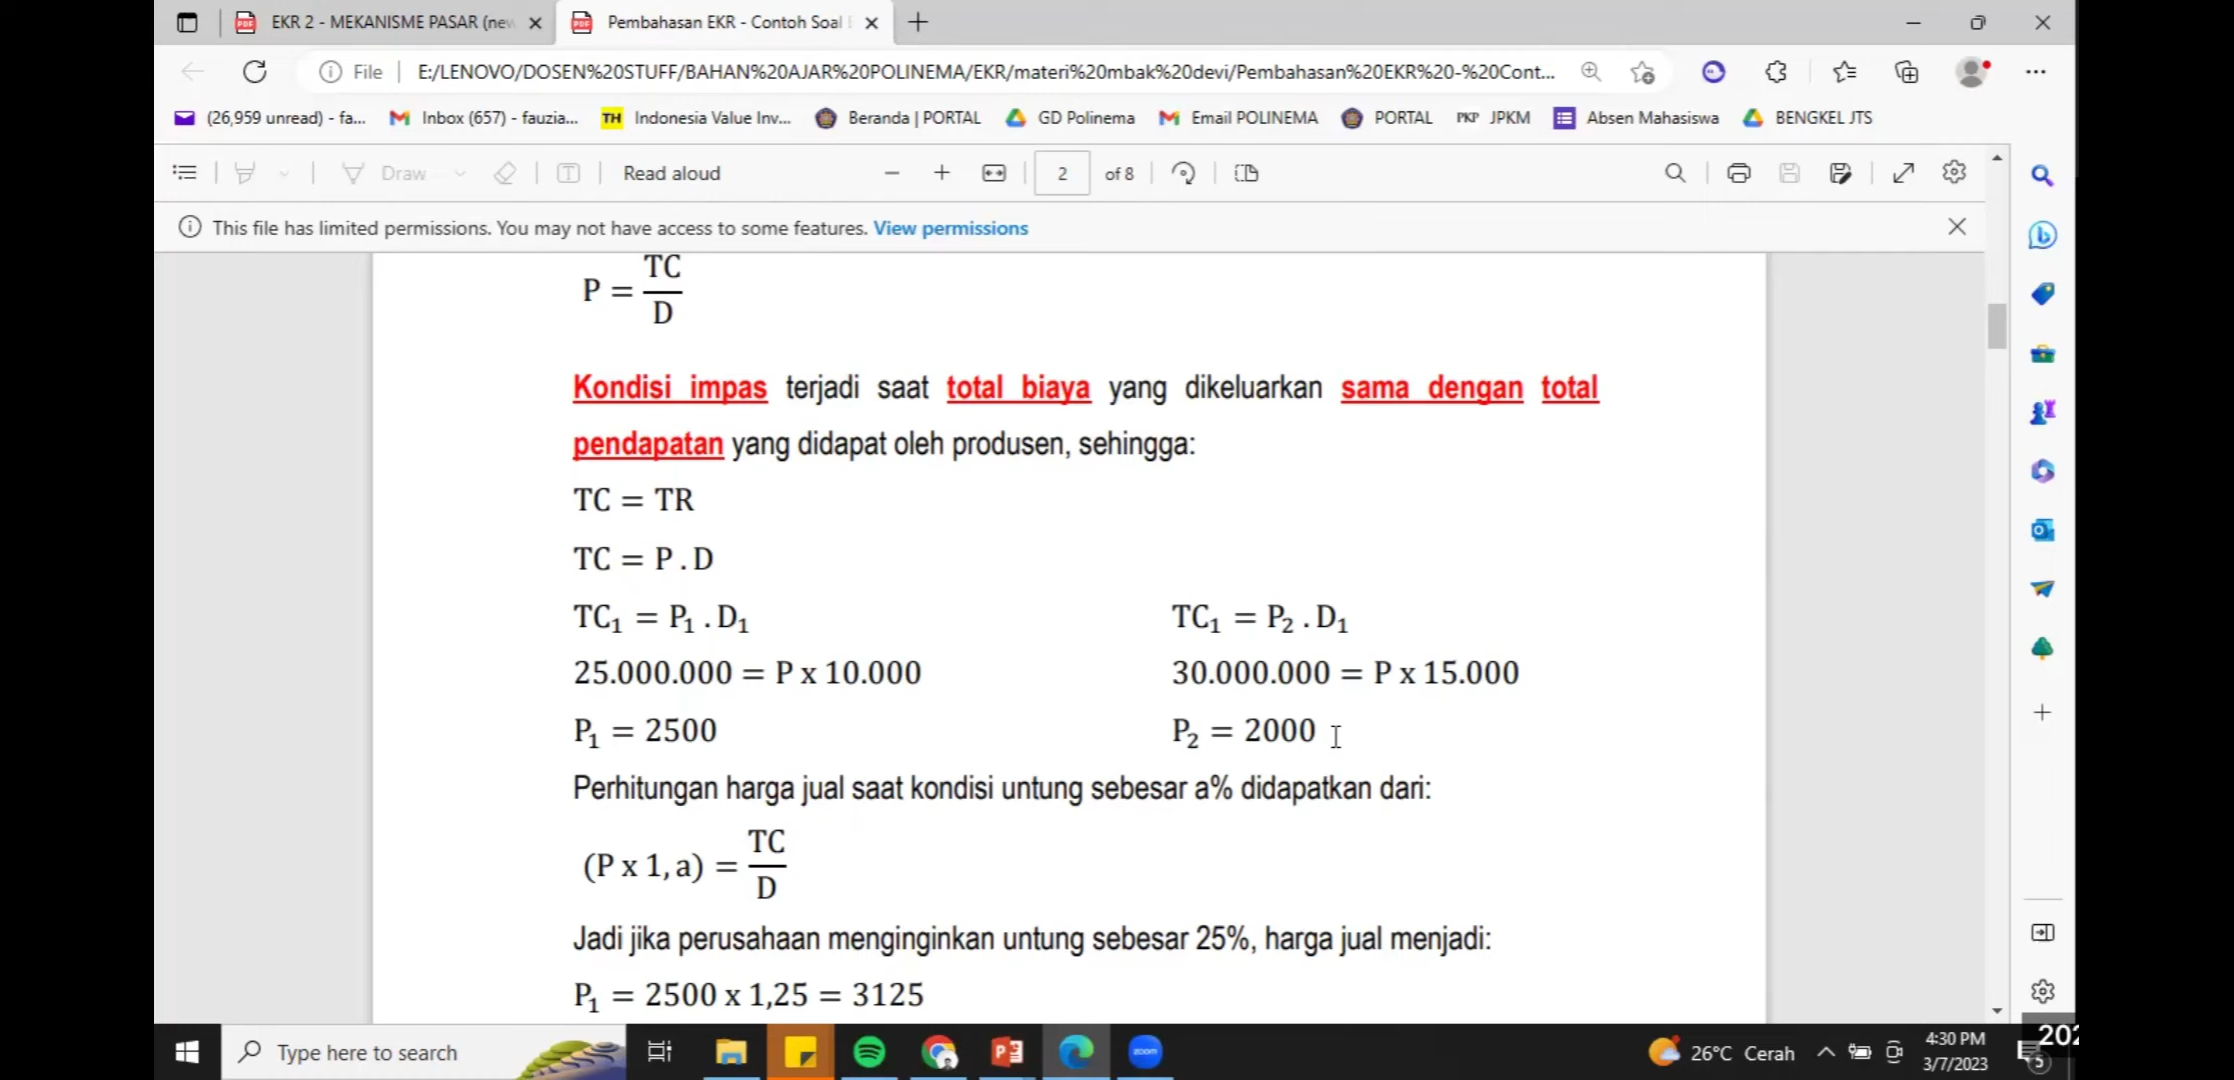 EKR 2 - MEKANISME PASAR (new
Pembahasan EKR - Contoh Soal
File
E:/LENOVO/DOSEN%20STUFF/BAHAN%20AJAR%20POLINEMA/EKR/materi%20mbak%20devi/Pembahasan%20EKR%20-%20Cont...
(26,959 unread) - fa...
Inbox (657) - fauzia...
TH Indonesia Value Inv...
Beranda | PORTAL
GD Polinema
Email POLINEMA
PORTAL
PKP JPKM
Absen Mahasiswa
BENGKEL JTS
Draw
Read aloud
2 of 8
This file has limited permissions. You may not have access to some features. View permissions
P = TC/D
Kondisi impas terjadi saat total biaya yang dikeluarkan sama dengan total
pendapatan yang didapat oleh produsen, sehingga:
TC = TR
TC = P . D
TC₁ = P₁ . D₁ TC₁ = P₂ . D₁
25.000.000 = P x 10.000 30.000.000 = P x 15.000
P₁ = 2500 P₂ = 2000
Perhitungan harga jual saat kondisi untung sebesar a% didapatkan dari:
(P x 1, a) = TC/D
Jadi jika perusahaan menginginkan untung sebesar 25%, harga jual menjadi:
P₁ = 2500 x 1,25 = 3125
Type here to search
zoom
26°C Cerah
4:30 PM
3/7/2023
5
202